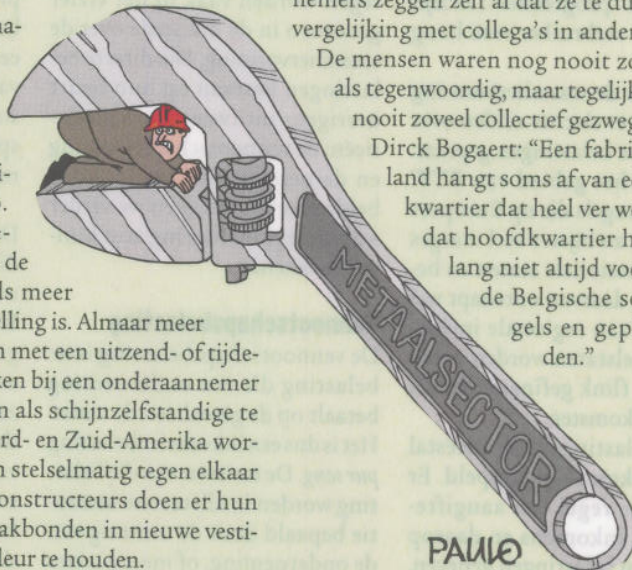 na-
i-
de
ls meer
lling is. Almaar meer
n met een uitzend- of tijde-
ten bij een onderaannemer
n als schijnzelfstandige te
rd- en Zuid-Amerika wor-
n stelselmatig tegen elkaar
onstructeurs doen er hun
akbonden in nieuwe vesti-
leur te houden.
nemers zeggen zelf al dat ze te du
vergelijking met collega's in ander
De mensen waren nog nooit zo
als tegenwoordig, maar tegelijk
nooit zoveel collectief gezweg
Dirck Bogaert: "Een fabri
land hangt soms af van e
kwartier dat heel ver w
dat hoofdkwartier h
lang niet altijd voo
de Belgische so
gels en gep
den."
METAALSECTOR
PAULO